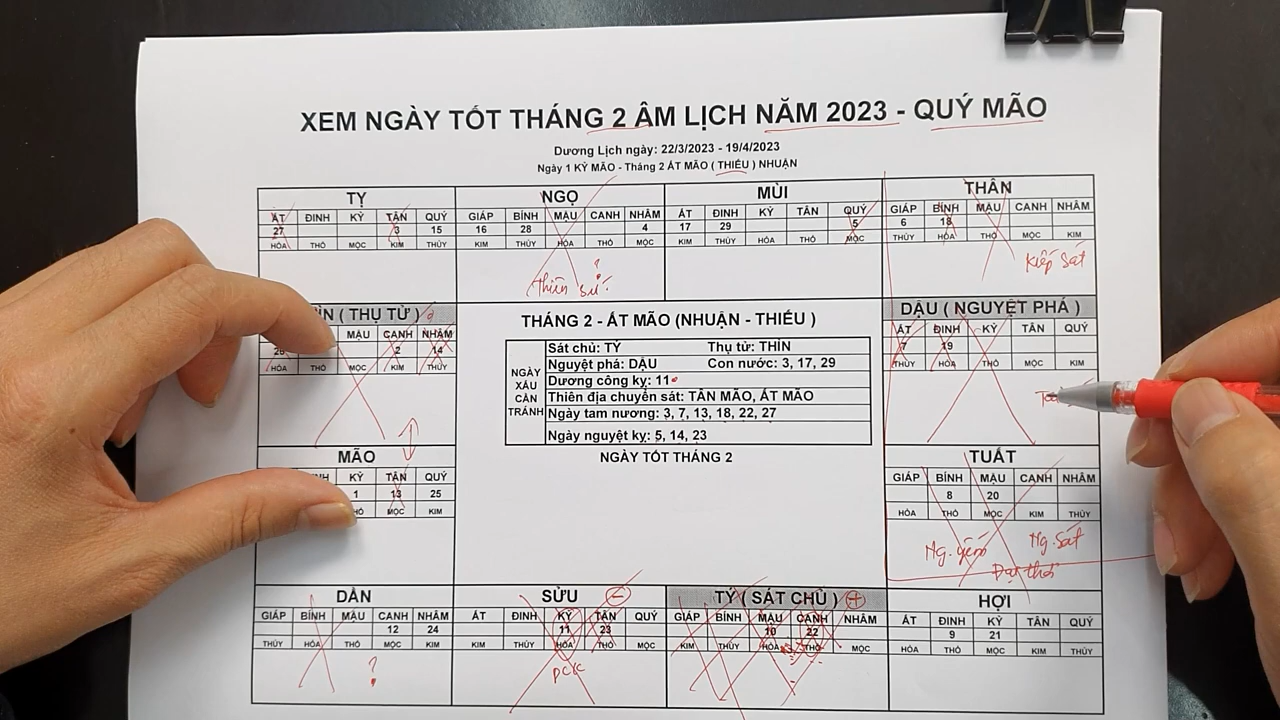 XEM NGÀY TỐT THÁNG 2 ÂM LỊCH NĂM 2023 - QUÝ MÃO
Dương Lịch ngày: 22/3/2023 - 19/4/2023
Ngày 1 KỶ MÃO - Tháng 2 ẤT MÃO ( THIẾU ) NHUẬN
TỴ
ẤT ĐINH KỶ TÂN QUÝ
27 3 15
HỎA THỔ MỘC KIM THỦY
NGỌ
GIÁP BÍNH MẬU CANH NHÂM
16 28 4
KIM THỦY HỎA THỔ MỘC
thiên
MÙI
ẤT ĐINH KỶ TÂN QUÝ
17 29 5
KIM THỦY HỎA THỔ MỘC
THÂN
GIÁP BÍNH MẬU CANH NHÂM
6 18
THỦY HỎA THỔ MỘC KIM
Kiếp Sát
ÌN ( THỤ TỬ )
MẬU CANH NHÂM
2 14
HỎA THỔ MỘC KIM THỦY
THÁNG 2 - ẤT MÃO (NHUẬN - THIẾU )
NGÀY XẤU CẦN TRÁNH
Sát chủ: TÝ Thụ tử: THÌN
Nguyệt phá: DẬU Con nước: 3, 17, 29
Dương công kỵ: 11
Thiên địa chuyển sát: TÂN MÃO, ẤT MÃO
Ngày tam nương: 3, 7, 13, 18, 22, 27
Ngày nguyệt kỵ: 5, 14, 23
NGÀY TỐT THÁNG 2
DẬU ( NGUYỆT PHÁ )
ẤT ĐINH KỶ TÂN QUÝ
7 19
THỦY HỎA THỔ MỘC KIM
MÃO
KỶ TÂN QUÝ
1 13 25
MỘC KIM
TUẤT
GIÁP BÍNH MẬU CANH NHÂM
8 20
HỎA THỔ MỘC KIM THỦY
Ng. yếm Ng. sát
DẦN
GIÁP BÍNH MẬU CANH NHÂM
12 24
THỦY HỎA THỔ MỘC KIM
?
SỬU
ẤT ĐINH KỶ TÂN QUÝ
11 23
KIM THỦY HỎA THỔ MỘC
TÝ ( SÁT CHỦ )
GIÁP BÍNH MẬU CANH NHÂM
10 22
KIM THỦY HỎA THỔ MỘC
HỢI
ẤT ĐINH KỶ TÂN QUÝ
9 21
HỎA THỔ MỘC KIM THỦY